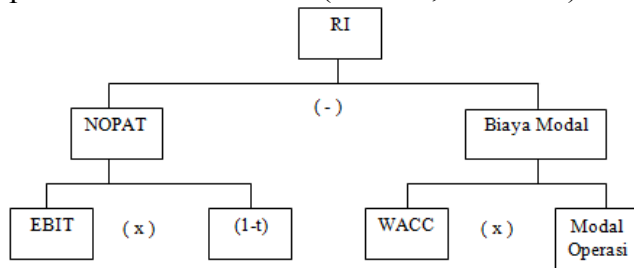 RI
( - )
NOPAT
Biaya Modal
EBIT
( x )
(1-t)
WACC
( x )
Modal
Operasi